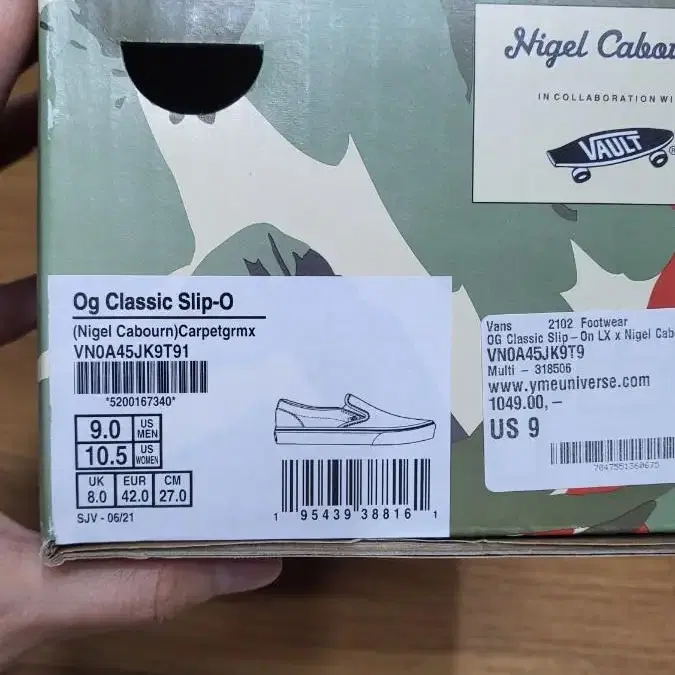 Nigel Cabou
IN COLLABORATION WI
VAULT
®
Og Classic Slip-O
(Nigel Cabourn)Carpetgrmx
VN0A45JK9T91
*5200167340*
9.0 US MEN
10.5 US WOMEN
UK EUR CM
8.0 42.0 27.0
SJV - 06/21
1 95439 38816 1
Vans 2102 Footwear
OG Classic Slip-On LX x Nigel Cab
VN0A45JK9T9
Multi - 318506
www.ymeuniverse.com
1049.00,-
US 9
7047551360675